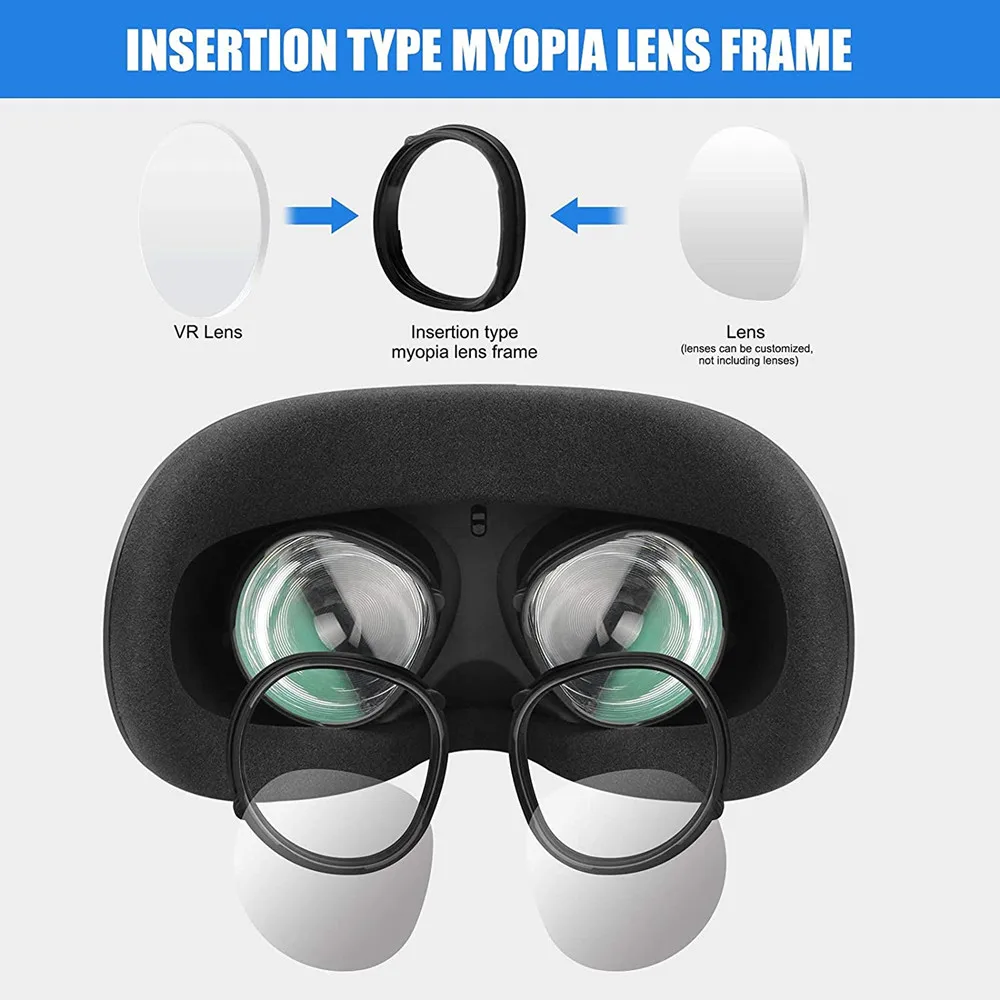 INSERTION TYPE MYOPIA LENS FRAME
VR Lens
Insertion type
myopia lens frame
Lens
(lenses can be customized,
not including lenses)